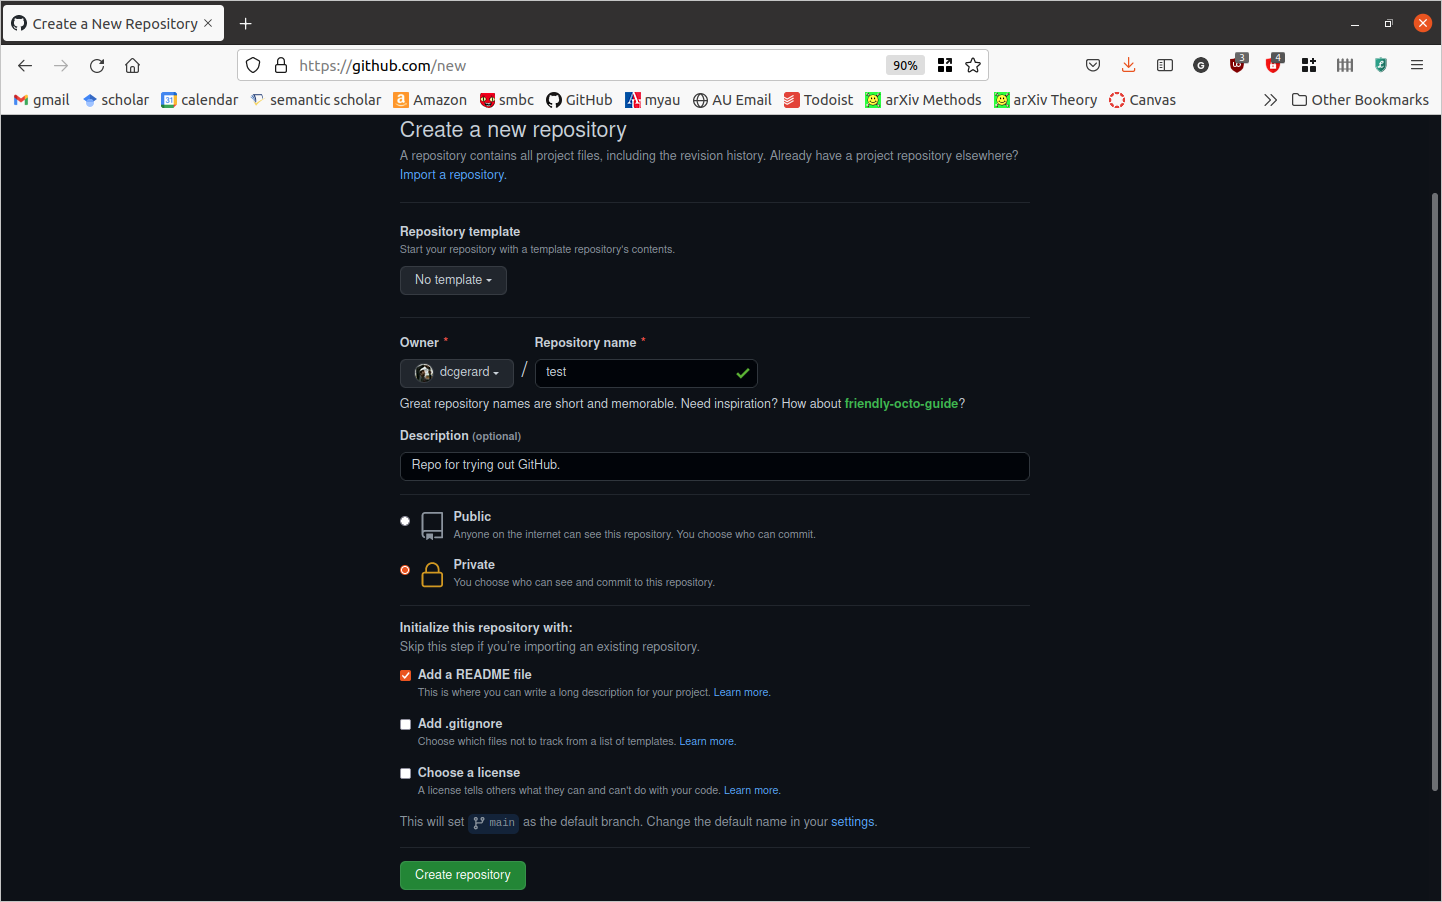 Create a New Repository
https://github.com/new
90%
3
4
gmail
scholar
calendar
semantic scholar
Amazon
smbc
GitHub
myau
AU Email
Todoist
arXiv Methods
arXiv Theory
Canvas
Other Bookmarks
Create a new repository
A repository contains all project files, including the revision history. Already have a project repository elsewhere?
Import a repository.
Repository template
Start your repository with a template repository's contents.
No template
Owner *
Repository name *
dcgerard
/
test
Great repository names are short and memorable. Need inspiration? How about friendly-octo-guide?
Description (optional)
Repo for trying out GitHub.
Public
Anyone on the internet can see this repository. You choose who can commit.
Private
You choose who can see and commit to this repository.
Initialize this repository with:
Skip this step if you're importing an existing repository.
Add a README file
This is where you can write a long description for your project. Learn more.
Add .gitignore
Choose which files not to track from a list of templates. Learn more.
Choose a license
A license tells others what they can and can't do with your code. Learn more.
This will set main as the default branch. Change the default name in your settings.
Create repository